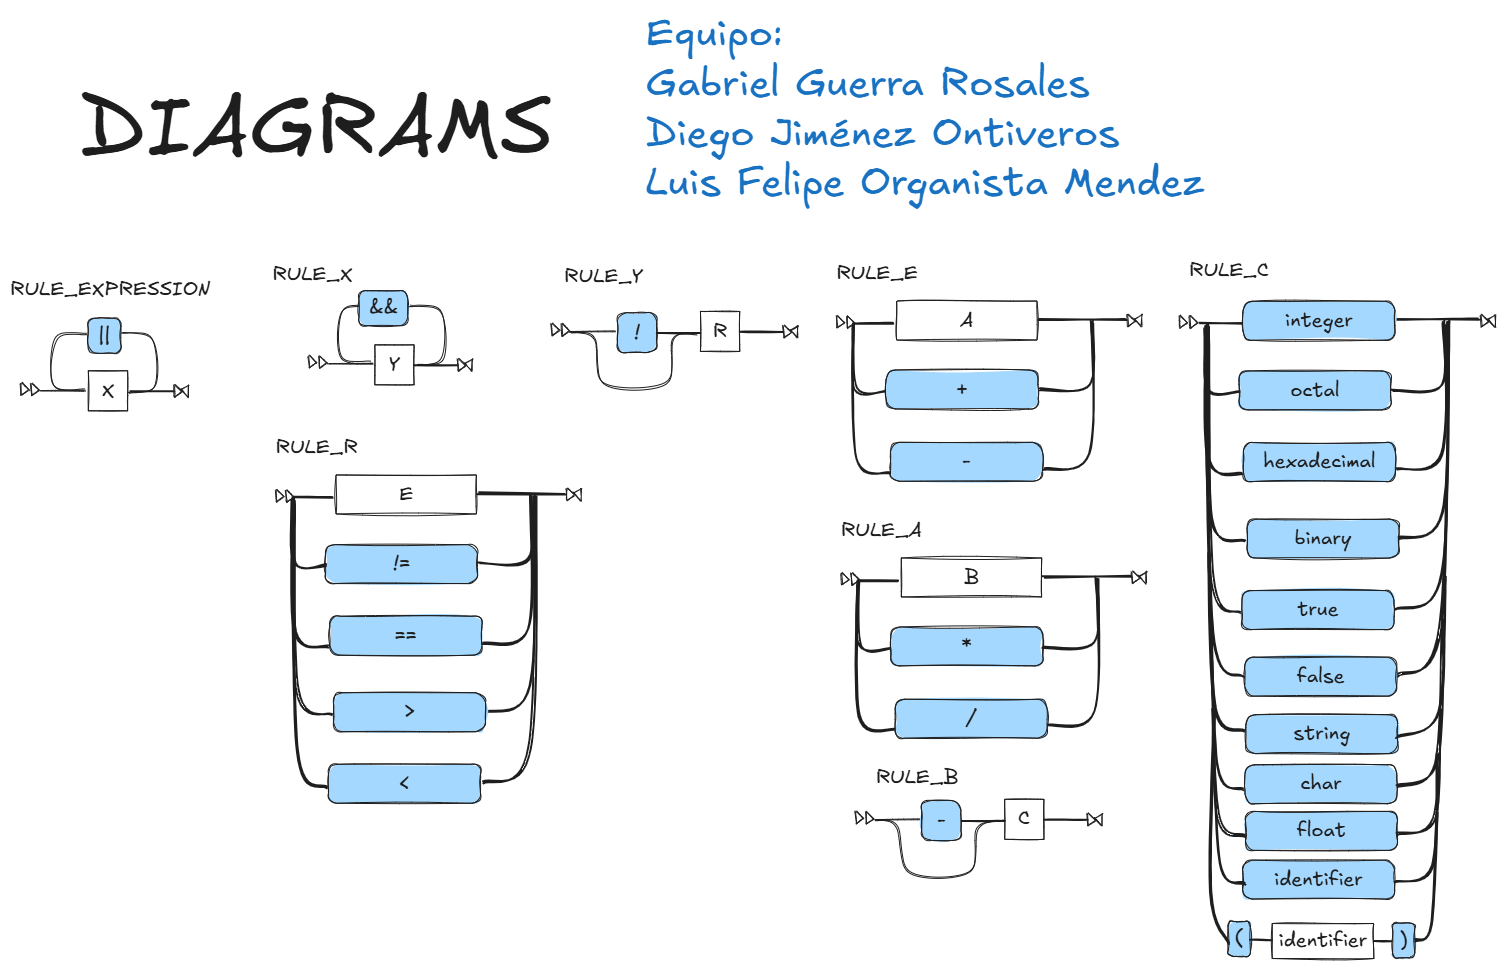 DIAGRAMS
Equipo:
Gabriel Guerra Rosales
Diego Jiménez Ontiveros
Luis Felipe Organista Mendez
RULE_EXPRESSION
||
X
RULE_X
&&
Y
RULE_Y
!
R
RULE_R
E
!=
==
>
<
RULE_E
A
+
-
RULE_A
B
*
/
RULE_B
-
C
RULE_C
integer
octal
hexadecimal
binary
true
false
string
char
float
identifier
( identifier )